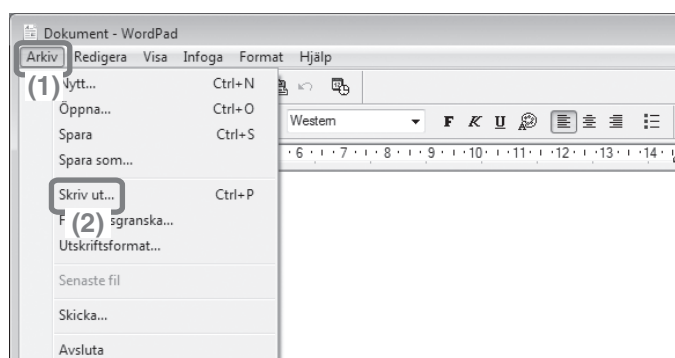 Dokument - WordPad
Arkiv Redigera Visa Infoga Format Hjälp
(1)
Nytt... Ctrl+N
Öppna... Ctrl+O
Western F K U
Spara Ctrl+S
6 7 8 9 10 11 12 13 14
Spara som...
Skriv ut... Ctrl+P
(2)
sgranska...
Utskriftsformat...
Senaste fil
Skicka...
Avsluta